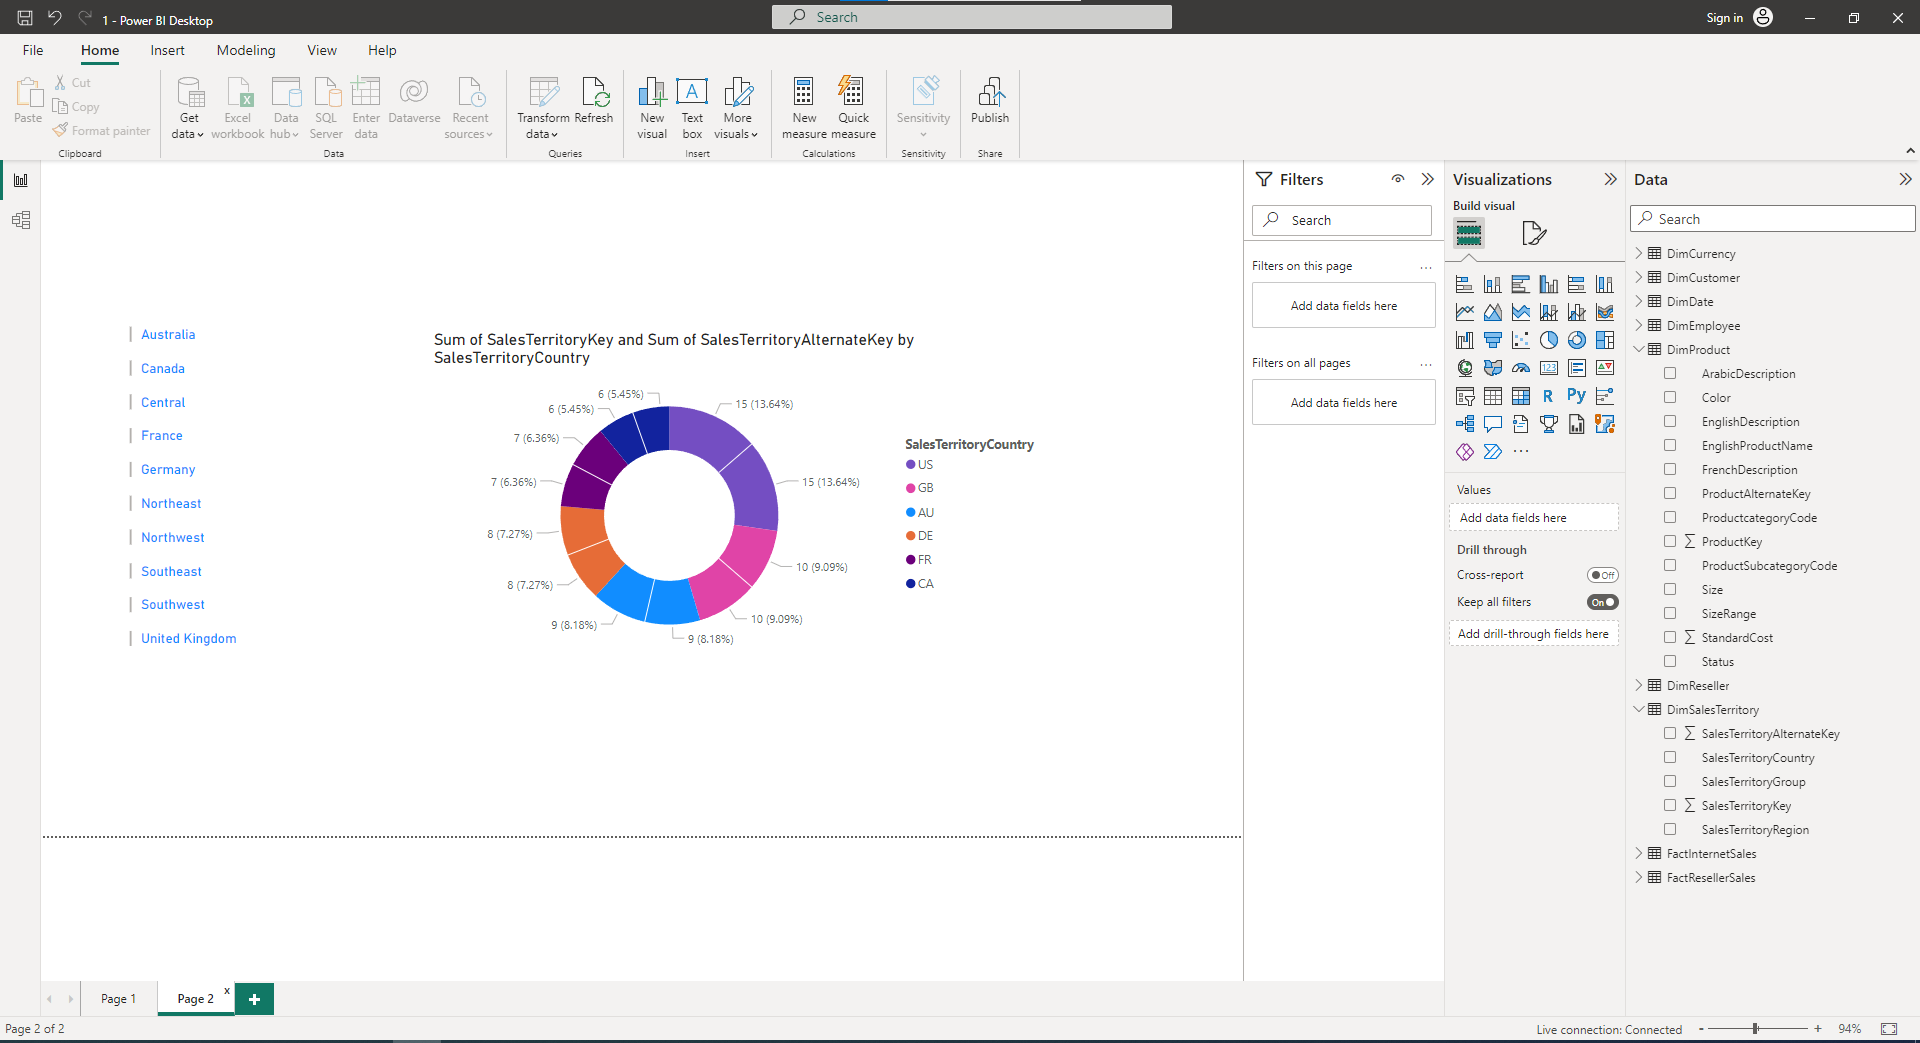 1 - Power BI Desktop
Search
Sign in
File
Home
Insert
Modeling
View
Help
Paste
Cut
Copy
Format painter
Clipboard
Get data
Excel workbook
Data hub
SQL Server
Enter data
Dataverse
Recent sources
Data
Transform data
Refresh
Queries
New visual
Text box
More visuals
Insert
New measure
Quick measure
Calculations
Sensitivity
Sensitivity
Publish
Share
Australia
Canada
Central
France
Germany
Northeast
Northwest
Southeast
Southwest
United Kingdom
Sum of SalesTerritoryKey and Sum of SalesTerritoryAlternateKey by
SalesTerritoryCountry
6 (5.45%)
6 (5.45%)
7 (6.36%)
7 (6.36%)
8 (7.27%)
8 (7.27%)
9 (8.18%)
9 (8.18%)
10 (9.09%)
10 (9.09%)
15 (13.64%)
15 (13.64%)
SalesTerritoryCountry
US
GB
AU
DE
FR
CA
Filters
Search
Filters on this page
...
Add data fields here
Filters on all pages
...
Add data fields here
Visualizations
Build visual
123
R
Py
...
Values
Add data fields here
Drill through
Cross-report
Off
Keep all filters
On
Add drill-through fields here
Data
Search
DimCurrency
DimCustomer
DimDate
DimEmployee
DimProduct
ArabicDescription
Color
EnglishDescription
EnglishProductName
FrenchDescription
ProductAlternateKey
ProductcategoryCode
∑ ProductKey
ProductSubcategoryCode
Size
SizeRange
∑ StandardCost
Status
DimReseller
DimSalesTerritory
∑ SalesTerritoryAlternateKey
SalesTerritoryCountry
SalesTerritoryGroup
∑ SalesTerritoryKey
SalesTerritoryRegion
FactInternetSales
FactResellerSales
Page 1
Page 2
x
+
Page 2 of 2
Live connection: Connected
-
+
94%